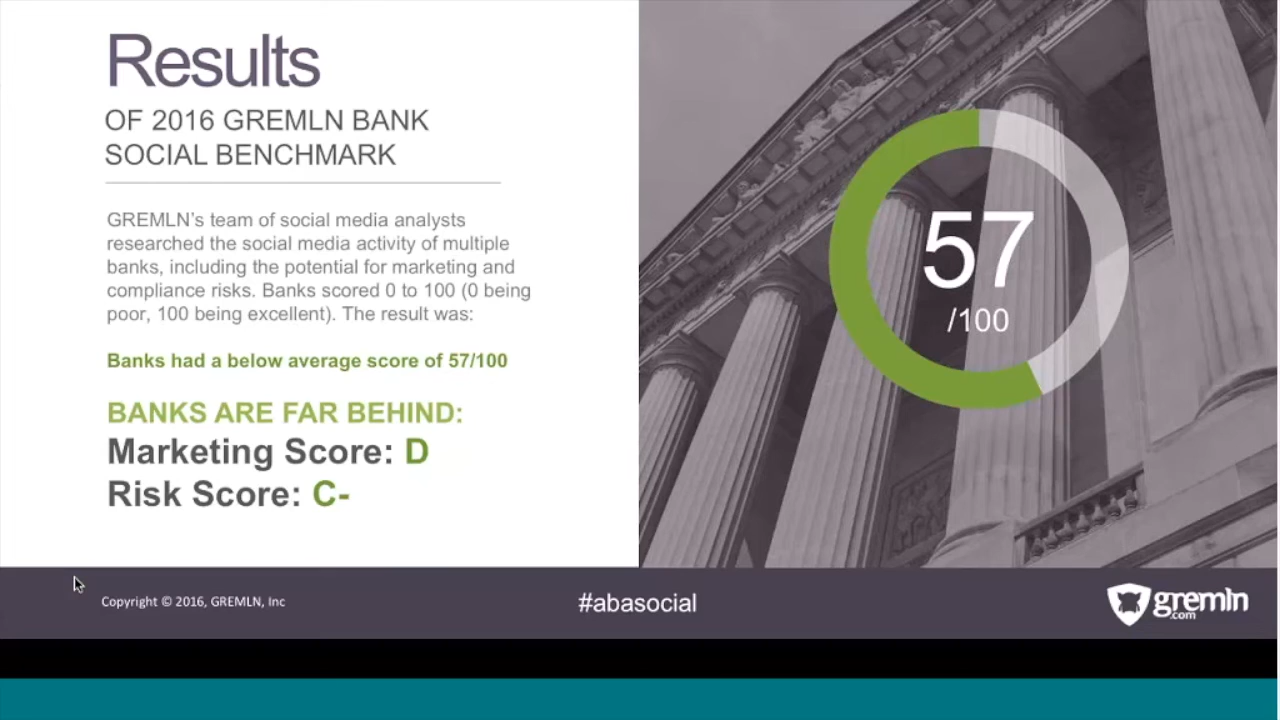 Results
OF 2016 GREMLN BANK
SOCIAL BENCHMARK
GREMLN's team of social media analysts
researched the social media activity of multiple
banks, including the potential for marketing and
compliance risks. Banks scored 0 to 100 (0 being
poor, 100 being excellent). The result was:
Banks had a below average score of 57/100
BANKS ARE FAR BEHIND:
Marketing Score: D
Risk Score: C-
57
/100
Copyright © 2016, GREMLN, Inc
#abasocial
gremln
.com